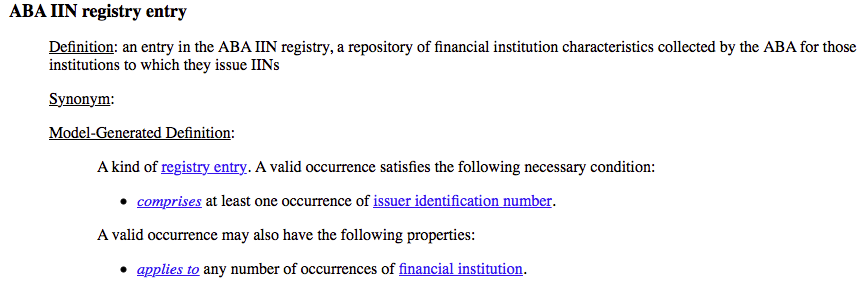 ABA IIN registry entry
Definition: an entry in the ABA IIN registry, a repository of financial institution characteristics collected by the ABA for those
institutions to which they issue IINs
Synonym:
Model-Generated Definition:
A kind of registry entry. A valid occurrence satisfies the following necessary condition:
• comprises at least one occurrence of issuer identification number.
A valid occurrence may also have the following properties:
• applies to any number of occurrences of financial institution.